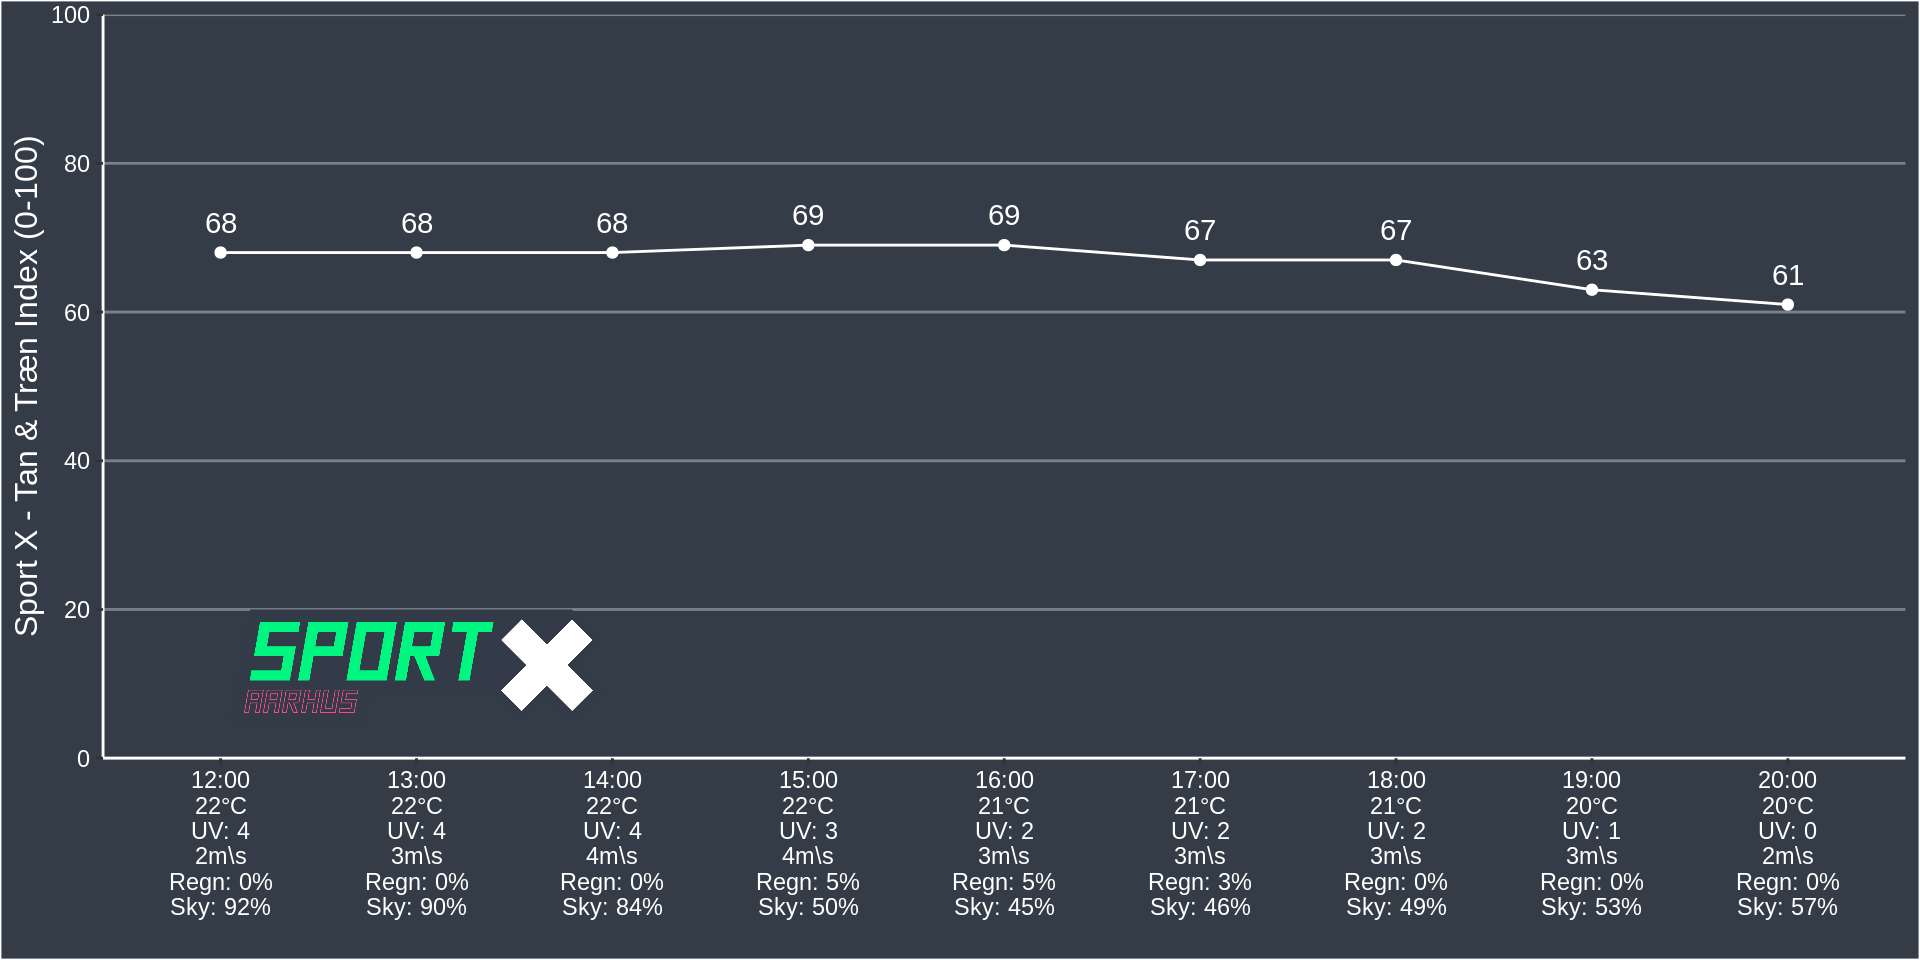 Sport X - Tan & Træn Index (0-100)
100
80
60
40
20
0
68
68
68
69
69
67
67
63
61
SPORT X
AARHUS
12:00
22°C
UV: 4
2m\s
Regn: 0%
Sky: 92%
13:00
22°C
UV: 4
3m\s
Regn: 0%
Sky: 90%
14:00
22°C
UV: 4
4m\s
Regn: 0%
Sky: 84%
15:00
22°C
UV: 3
4m\s
Regn: 5%
Sky: 50%
16:00
21°C
UV: 2
3m\s
Regn: 5%
Sky: 45%
17:00
21°C
UV: 2
3m\s
Regn: 3%
Sky: 46%
18:00
21°C
UV: 2
3m\s
Regn: 0%
Sky: 49%
19:00
20°C
UV: 1
3m\s
Regn: 0%
Sky: 53%
20:00
20°C
UV: 0
2m\s
Regn: 0%
Sky: 57%